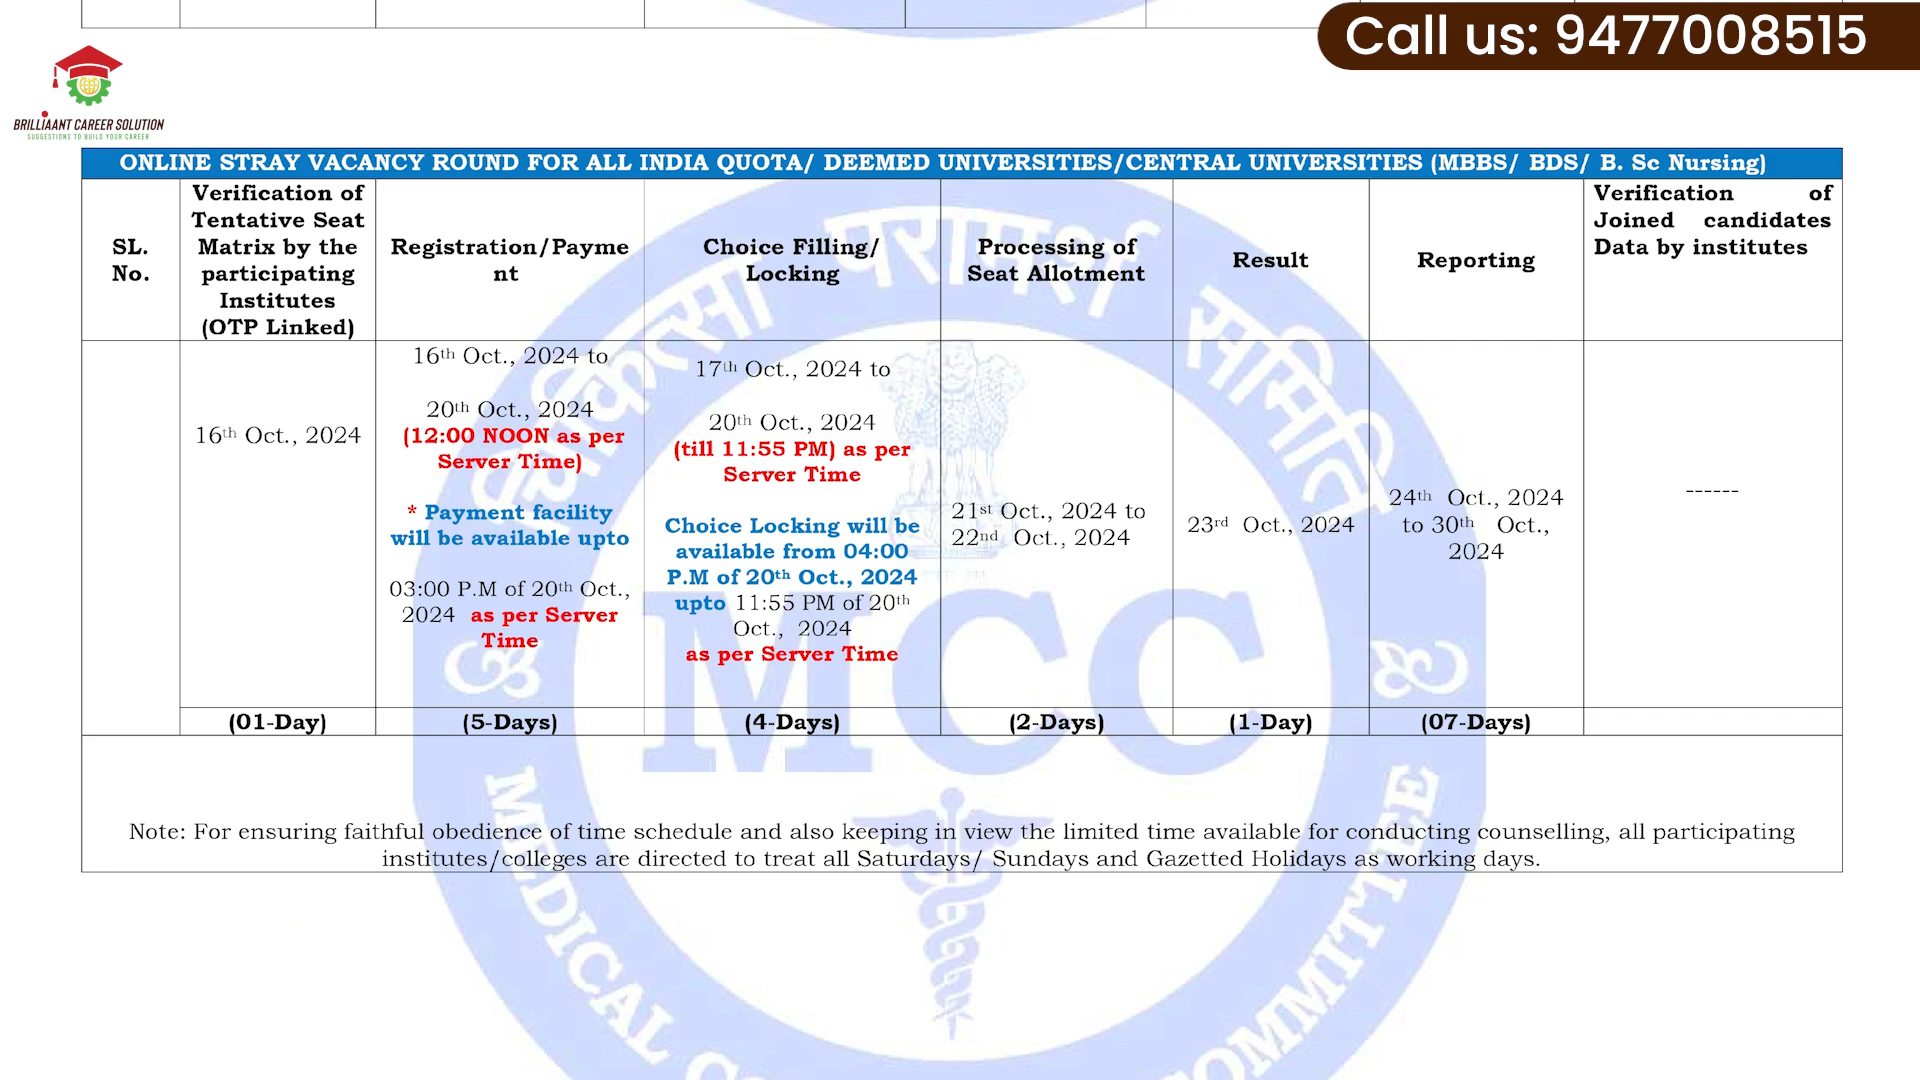 Call us: 9477008515
BRILLIAANT CAREER SOLUTION
SUGGESTIONS TO BUILD YOUR CAREER
ONLINE STRAY VACANCY ROUND FOR ALL INDIA QUOTA/ DEEMED UNIVERSITIES/CENTRAL UNIVERSITIES (MBBS/ BDS/ B. Sc Nursing)
SL.
No.
Verification of
Tentative Seat
Matrix by the
participating
Institutes
(OTP Linked)
Registration/Payme
nt
Choice Filling/
Locking
Processing of
Seat Allotment
Result
Reporting
Verification of
Joined candidates
Data by institutes
16th Oct., 2024
16th Oct., 2024 to
20th Oct., 2024
(12:00 NOON as per
Server Time)
* Payment facility
will be available upto
03:00 P.M of 20th Oct.,
2024 as per Server
Time
17th Oct., 2024 to
20th Oct., 2024
(till 11:55 PM) as per
Server Time
Choice Locking will be
available from 04:00
P.M of 20th Oct., 2024
upto 11:55 PM of 20th
Oct., 2024
as per Server Time
21st Oct., 2024 to
22nd Oct., 2024
23rd Oct., 2024
24th Oct., 2024
to 30th Oct.,
2024
------
(01-Day)
(5-Days)
(4-Days)
(2-Days)
(1-Day)
(07-Days)
Note: For ensuring faithful obedience of time schedule and also keeping in view the limited time available for conducting counselling, all participating
institutes/colleges are directed to treat all Saturdays/ Sundays and Gazetted Holidays as working days.
चिकित्सा परामर्श समिति
MCC
MEDICAL CO
OMMITTEE